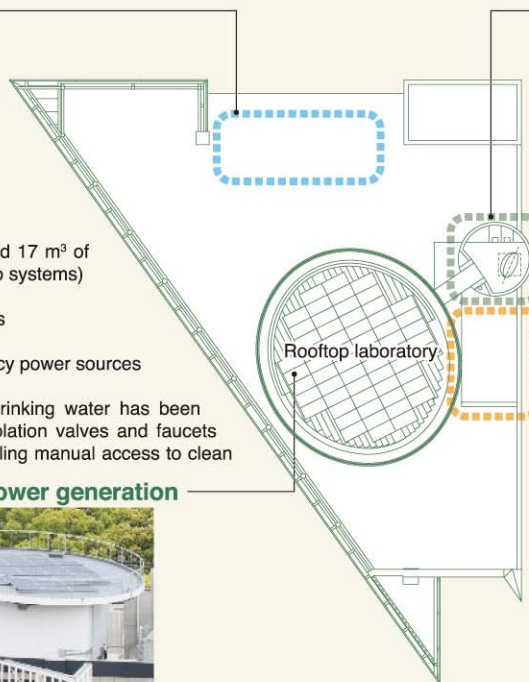 d 17 m³ of
o systems)
s
cy power sources
rinking water has been
olation valves and faucets
ling manual access to clean
ower generation
Rooftop laboratory